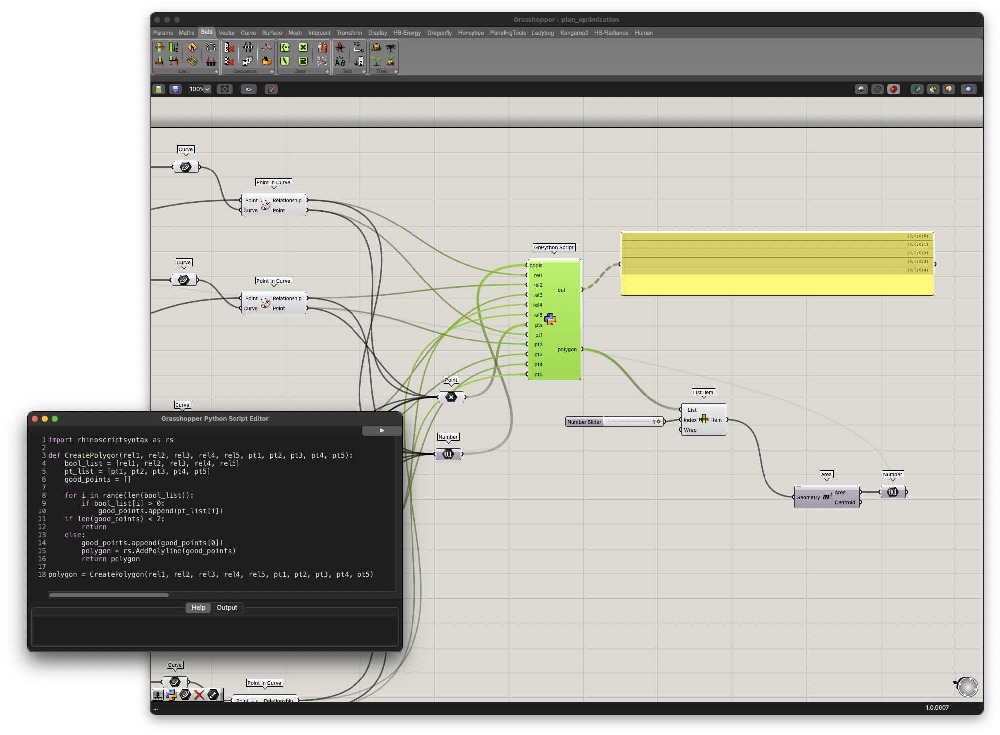 Grasshopper - plan_optimization
Params Maths Sets Vector Curve Surface Mesh Intersect Transform Display HB-Energy Dragonfly Honeybee PanelingTools Ladybug Kangaroo2 HB-Radiance Human
List Sequence Sets Text Tree
100%
Curve
Point In Curve
Point Relationship
Curve Point
Curve
Point In Curve
Point Relationship
Curve Point
GhPython Script
bools
rel1
rel2
rel3
rel4
rel5
pts
pt1
pt2
pt3
pt4
pt5
out
polygon
{0;0;0;0}
{0;0;0;1}
{0;0;0;2}
{0;0;0;3}
{0;0;0;4}
Point
List Item
List
Index Item
Wrap
Number Slider 1
Curve
Number
Area
Geometry m² Area
Centroid
Number
Grasshopper Python Script Editor
1 import rhinoscriptsyntax as rs
2
3 def CreatePolygon(rel1, rel2, rel3, rel4, rel5, pt1, pt2, pt3, pt4, pt5):
4     bool_list = [rel1, rel2, rel3, rel4, rel5]
5     pt_list = [pt1, pt2, pt3, pt4, pt5]
6     good_points = []
7
8     for i in range(len(bool_list)):
9         if bool_list[i] > 0:
10             good_points.append(pt_list[i])
11     if len(good_points) < 2:
12         return
13     else:
14         good_points.append(good_points[0])
15         polygon = rs.AddPolyline(good_points)
16         return polygon
17
18 polygon = CreatePolygon(rel1, rel2, rel3, rel4, rel5, pt1, pt2, pt3, pt4, pt5)
Help Output
Curve
Point In Curve
Point Relationship
...
1.0.0007